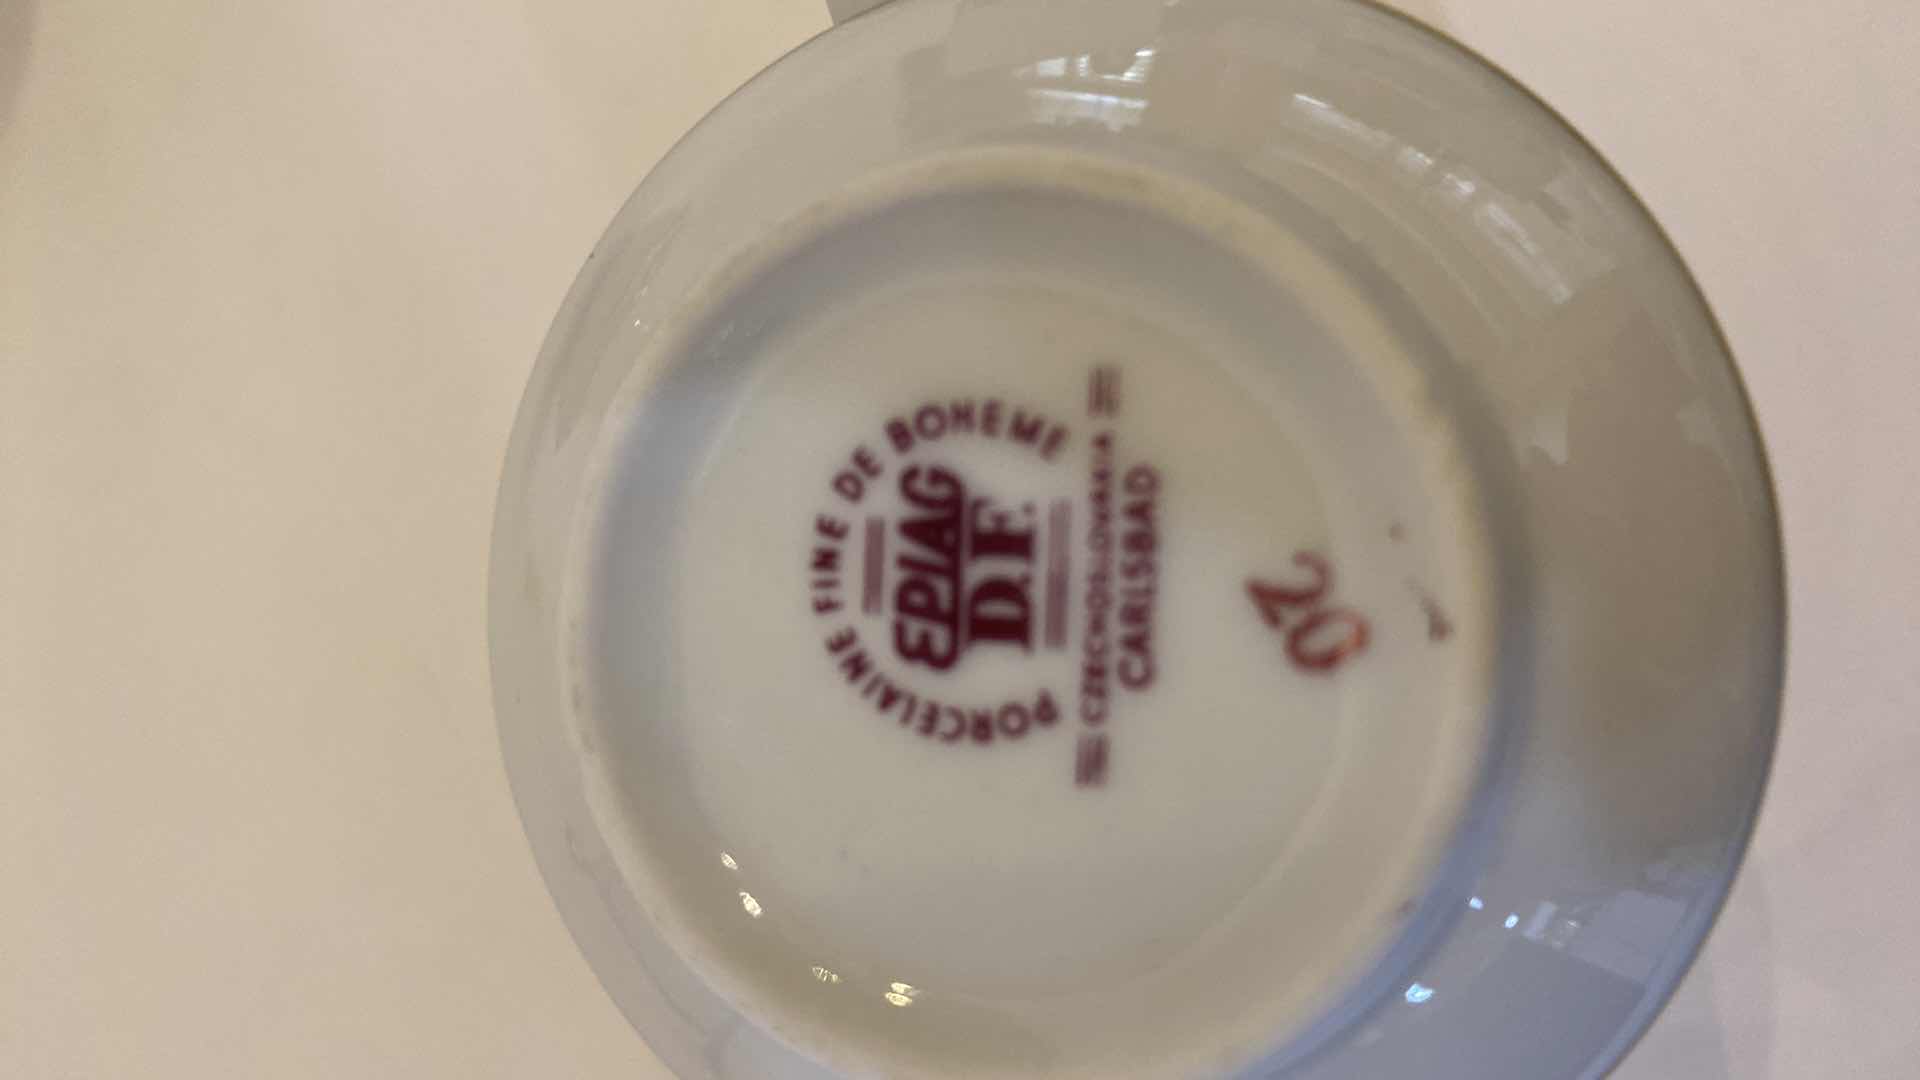 PORCELAINE FINE DE BOHEME
EPIAG
D.F.
CZECHOSLOVAKIA
CARLSBAD
20